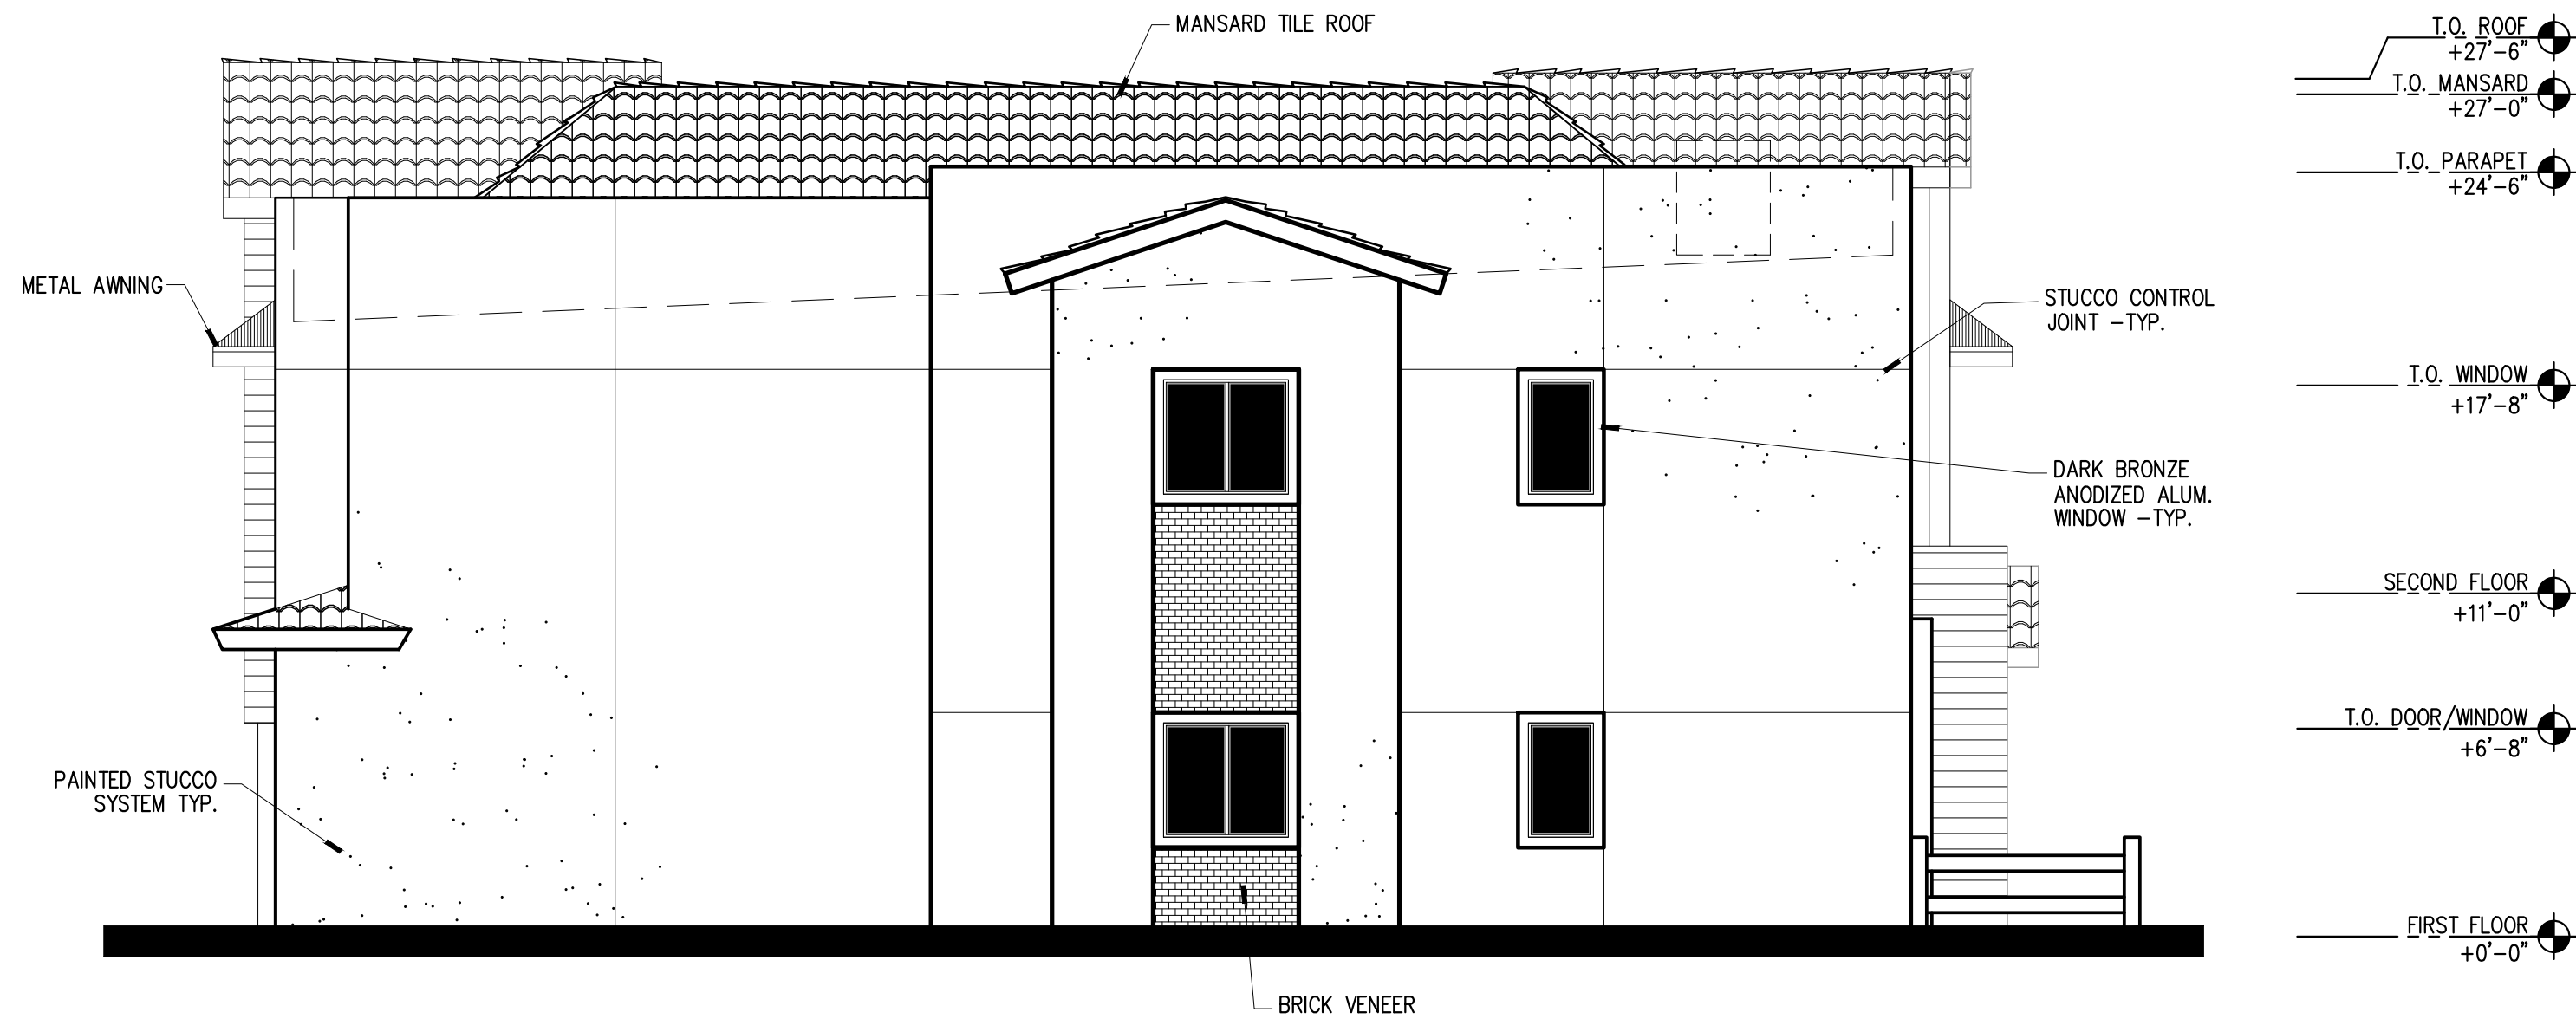 MANSARD TILE ROOF
T.O. ROOF
+27'-6"
T.O. MANSARD
+27'-0"
T.O. PARAPET
+24'-6"
METAL AWNING
STUCCO CONTROL
JOINT -TYP.
T.O. WINDOW
+17'-8"
DARK BRONZE
ANODIZED ALUM.
WINDOW -TYP.
SECOND FLOOR
+11'-0"
T.O. DOOR/WINDOW
+6'-8"
PAINTED STUCCO
SYSTEM TYP.
FIRST FLOOR
+0'-0"
BRICK VENEER